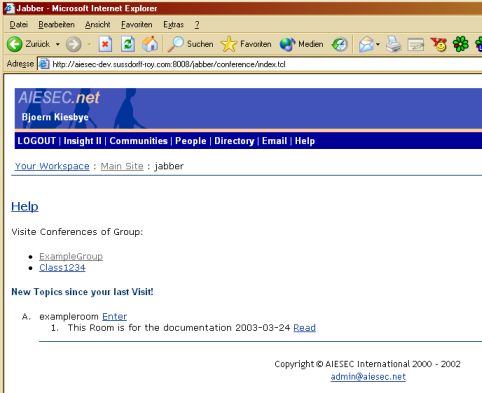 Jabber - Microsoft Internet Explorer
Datei Bearbeiten Ansicht Favoriten Extras ?
Zurück Suchen Favoriten Medien
Adresse http://aiesec-dev.sussdorff-roy.com:8008/jabber/conference/index.tcl
AIESEC.net
Bjoern Kiesbye
LOGOUT | Insight II | Communities | People | Directory | Email | Help
Your Workspace : Main Site : jabber
Help
Visite Conferences of Group:
• ExampleGroup
• Class1234
New Topics since your last Visit!
A. exampleroom Enter
1. This Room is for the documentation 2003-03-24 Read
Copyright © AIESEC International 2000 - 2002
admin@aiesec.net